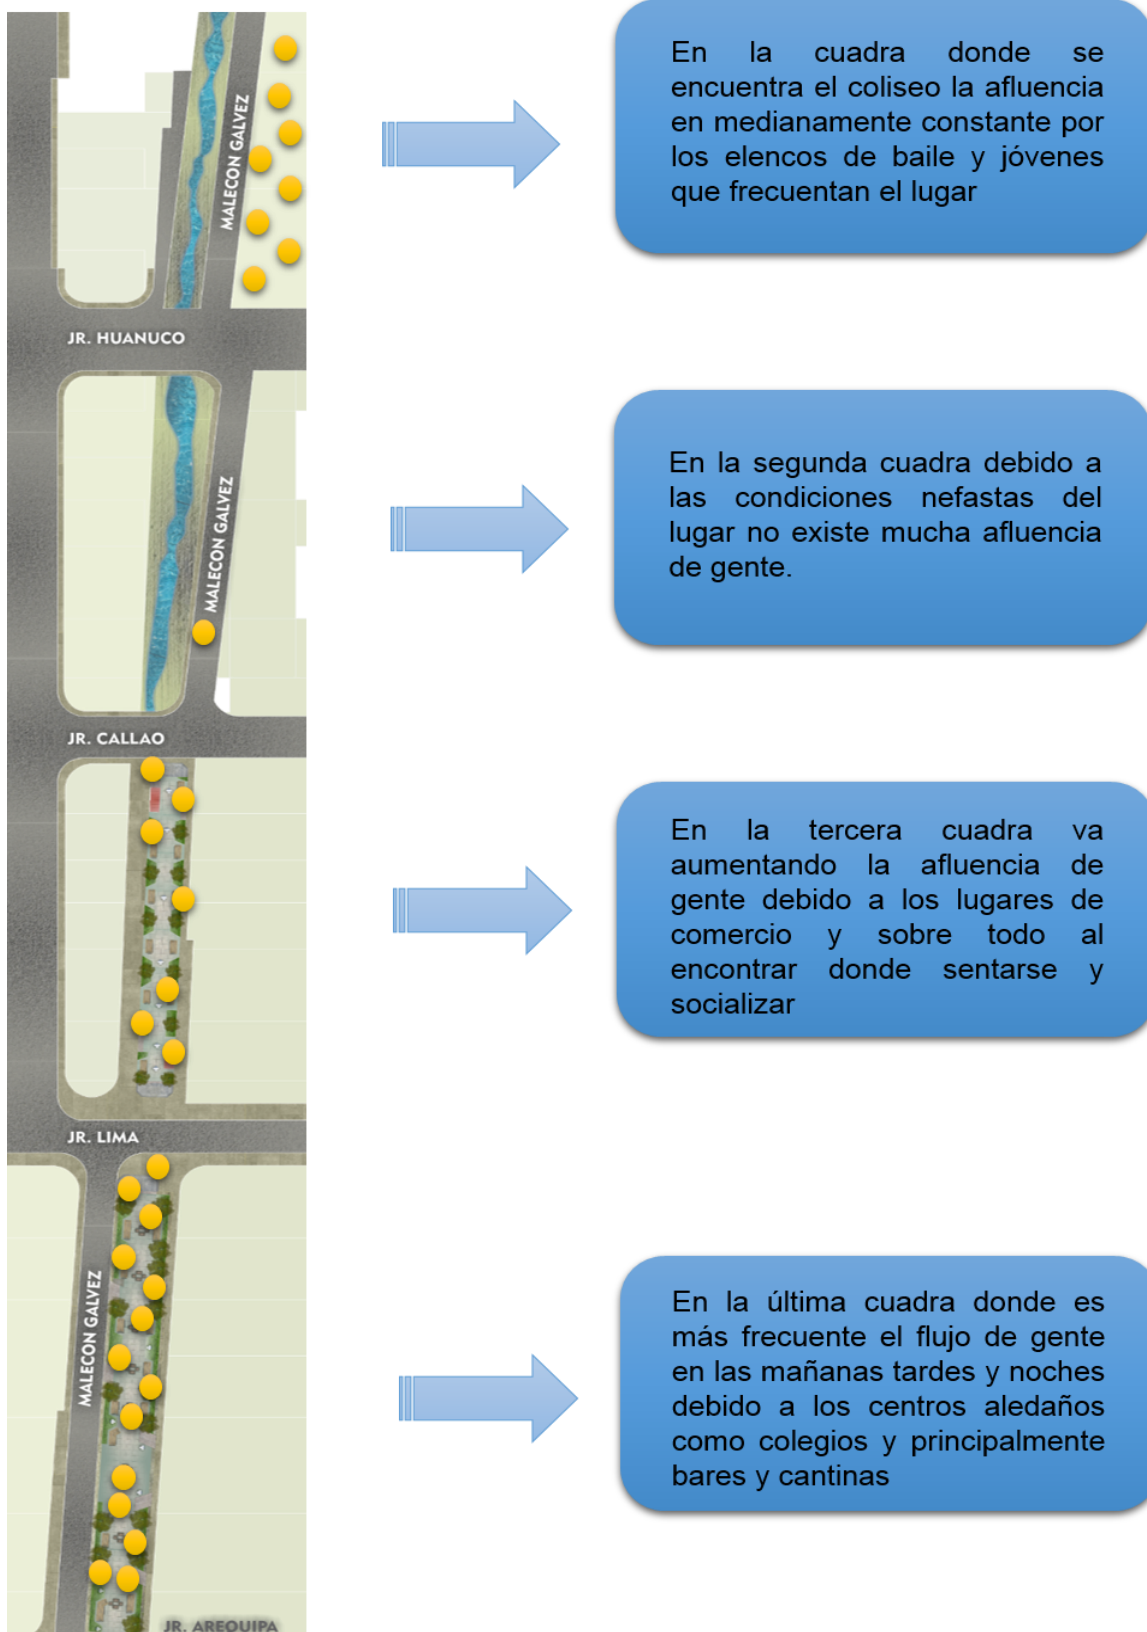 En la cuadra donde se
encuentra el coliseo la afluencia
en medianamente constante por
los elencos de baile y jóvenes
que frecuentan el lugar
MALECON GALVEZ
JR. HUANUCO
En la segunda cuadra debido a
las condiciones nefastas del
lugar no existe mucha afluencia
de gente.
MALECON GALVEZ
JR. CALLAO
En la tercera cuadra va
aumentando la afluencia de
gente debido a los lugares de
comercio y sobre todo al
encontrar donde sentarse y
socializar
JR. LIMA
En la última cuadra donde es
más frecuente el flujo de gente
en las mañanas tardes y noches
debido a los centros aledaños
como colegios y principalmente
bares y cantinas
MALECON GALVEZ
JR. AREQUIPA